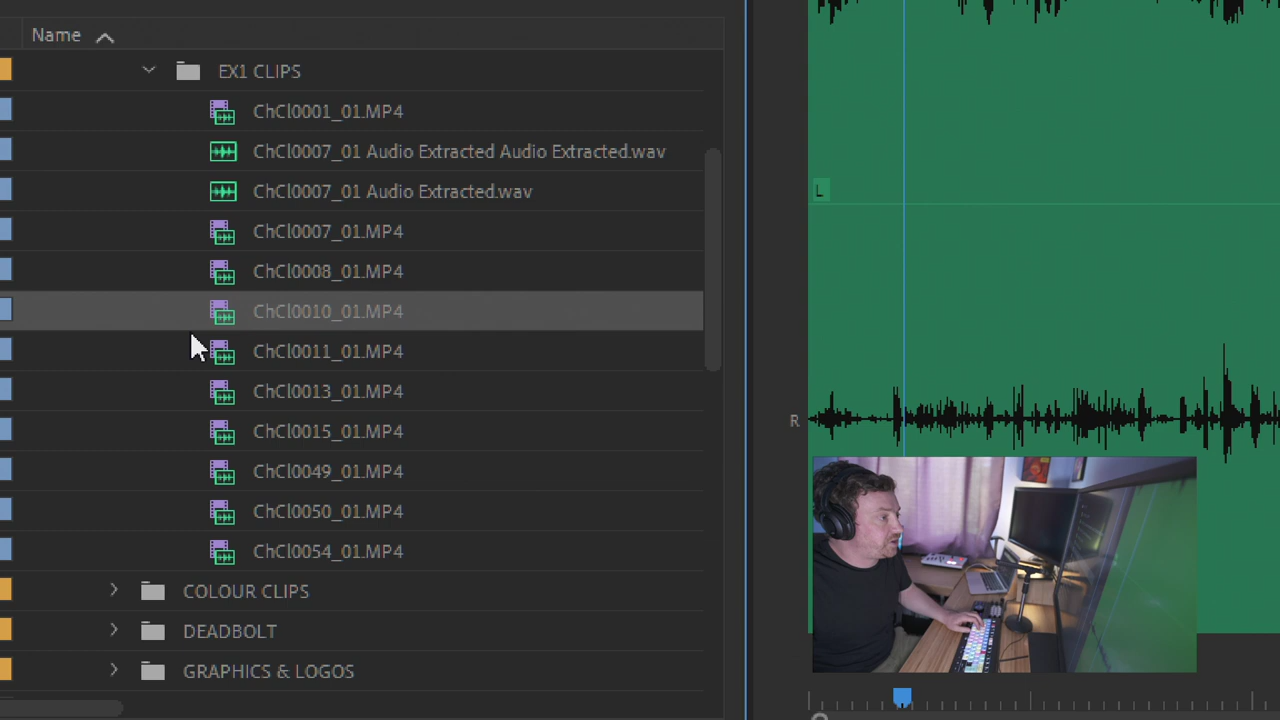 Name
EX1 CLIPS
ChCl0001_01.MP4
ChCl0007_01 Audio Extracted Audio Extracted.wav
ChCl0007_01 Audio Extracted.wav
ChCl0007_01.MP4
ChCl0008_01.MP4
ChCl0010_01.MP4
ChCl0011_01.MP4
ChCl0013_01.MP4
ChCl0015_01.MP4
ChCl0049_01.MP4
ChCl0050_01.MP4
ChCl0054_01.MP4
COLOUR CLIPS
DEADBOLT
GRAPHICS & LOGOS
L
R